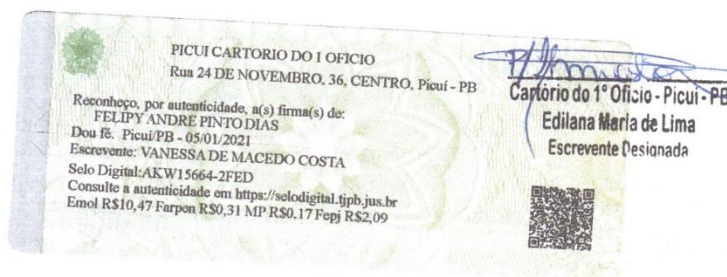 PICUI CARTORIO DO I OFICIO
Rua 24 DE NOVEMBRO, 36, CENTRO, Picuí - PB
Reconheço, por autenticidade, a(s) firma(s) de:
FELIPY ANDRE PINTO DIAS
Dou fé. Picuí/PB - 05/01/2021
Escrevente: VANESSA DE MACEDO COSTA
Selo Digital:AKW15664-2FED
Consulte a autenticidade em https://selodigital.tjpb.jus.br
Emol R$10,47 Farpen R$0,31 MP R$0,17 Fepj R$2,09
Cartório do 1º Ofício - Picuí - PB
Edilana Maria de Lima
Escrevente Designada